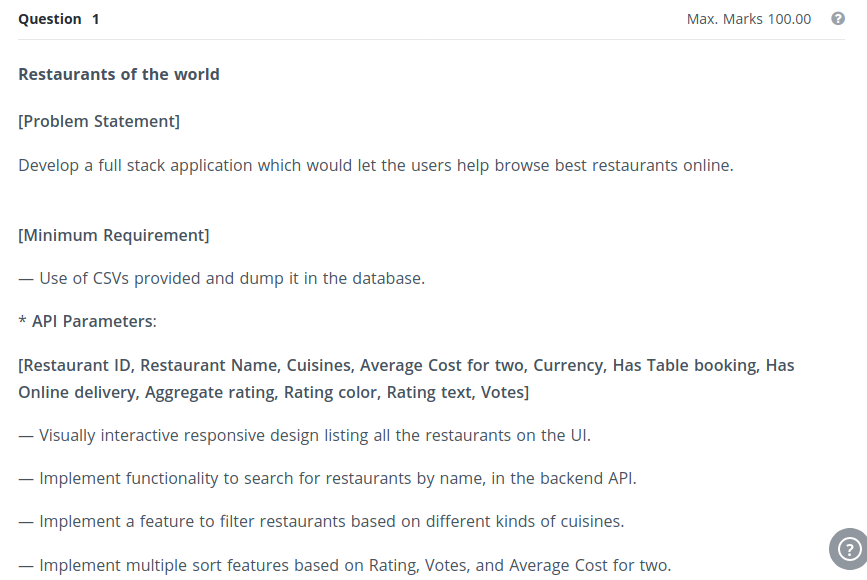 Question 1
Max. Marks 100.00
?
Restaurants of the world
[Problem Statement]
Develop a full stack application which would let the users help browse best restaurants online.
[Minimum Requirement]
— Use of CSVs provided and dump it in the database.
* API Parameters:
[Restaurant ID, Restaurant Name, Cuisines, Average Cost for two, Currency, Has Table booking, Has
Online delivery, Aggregate rating, Rating color, Rating text, Votes]
— Visually interactive responsive design listing all the restaurants on the UI.
— Implement functionality to search for restaurants by name, in the backend API.
— Implement a feature to filter restaurants based on different kinds of cuisines.
?
— Implement multiple sort features based on Rating, Votes, and Average Cost for two.